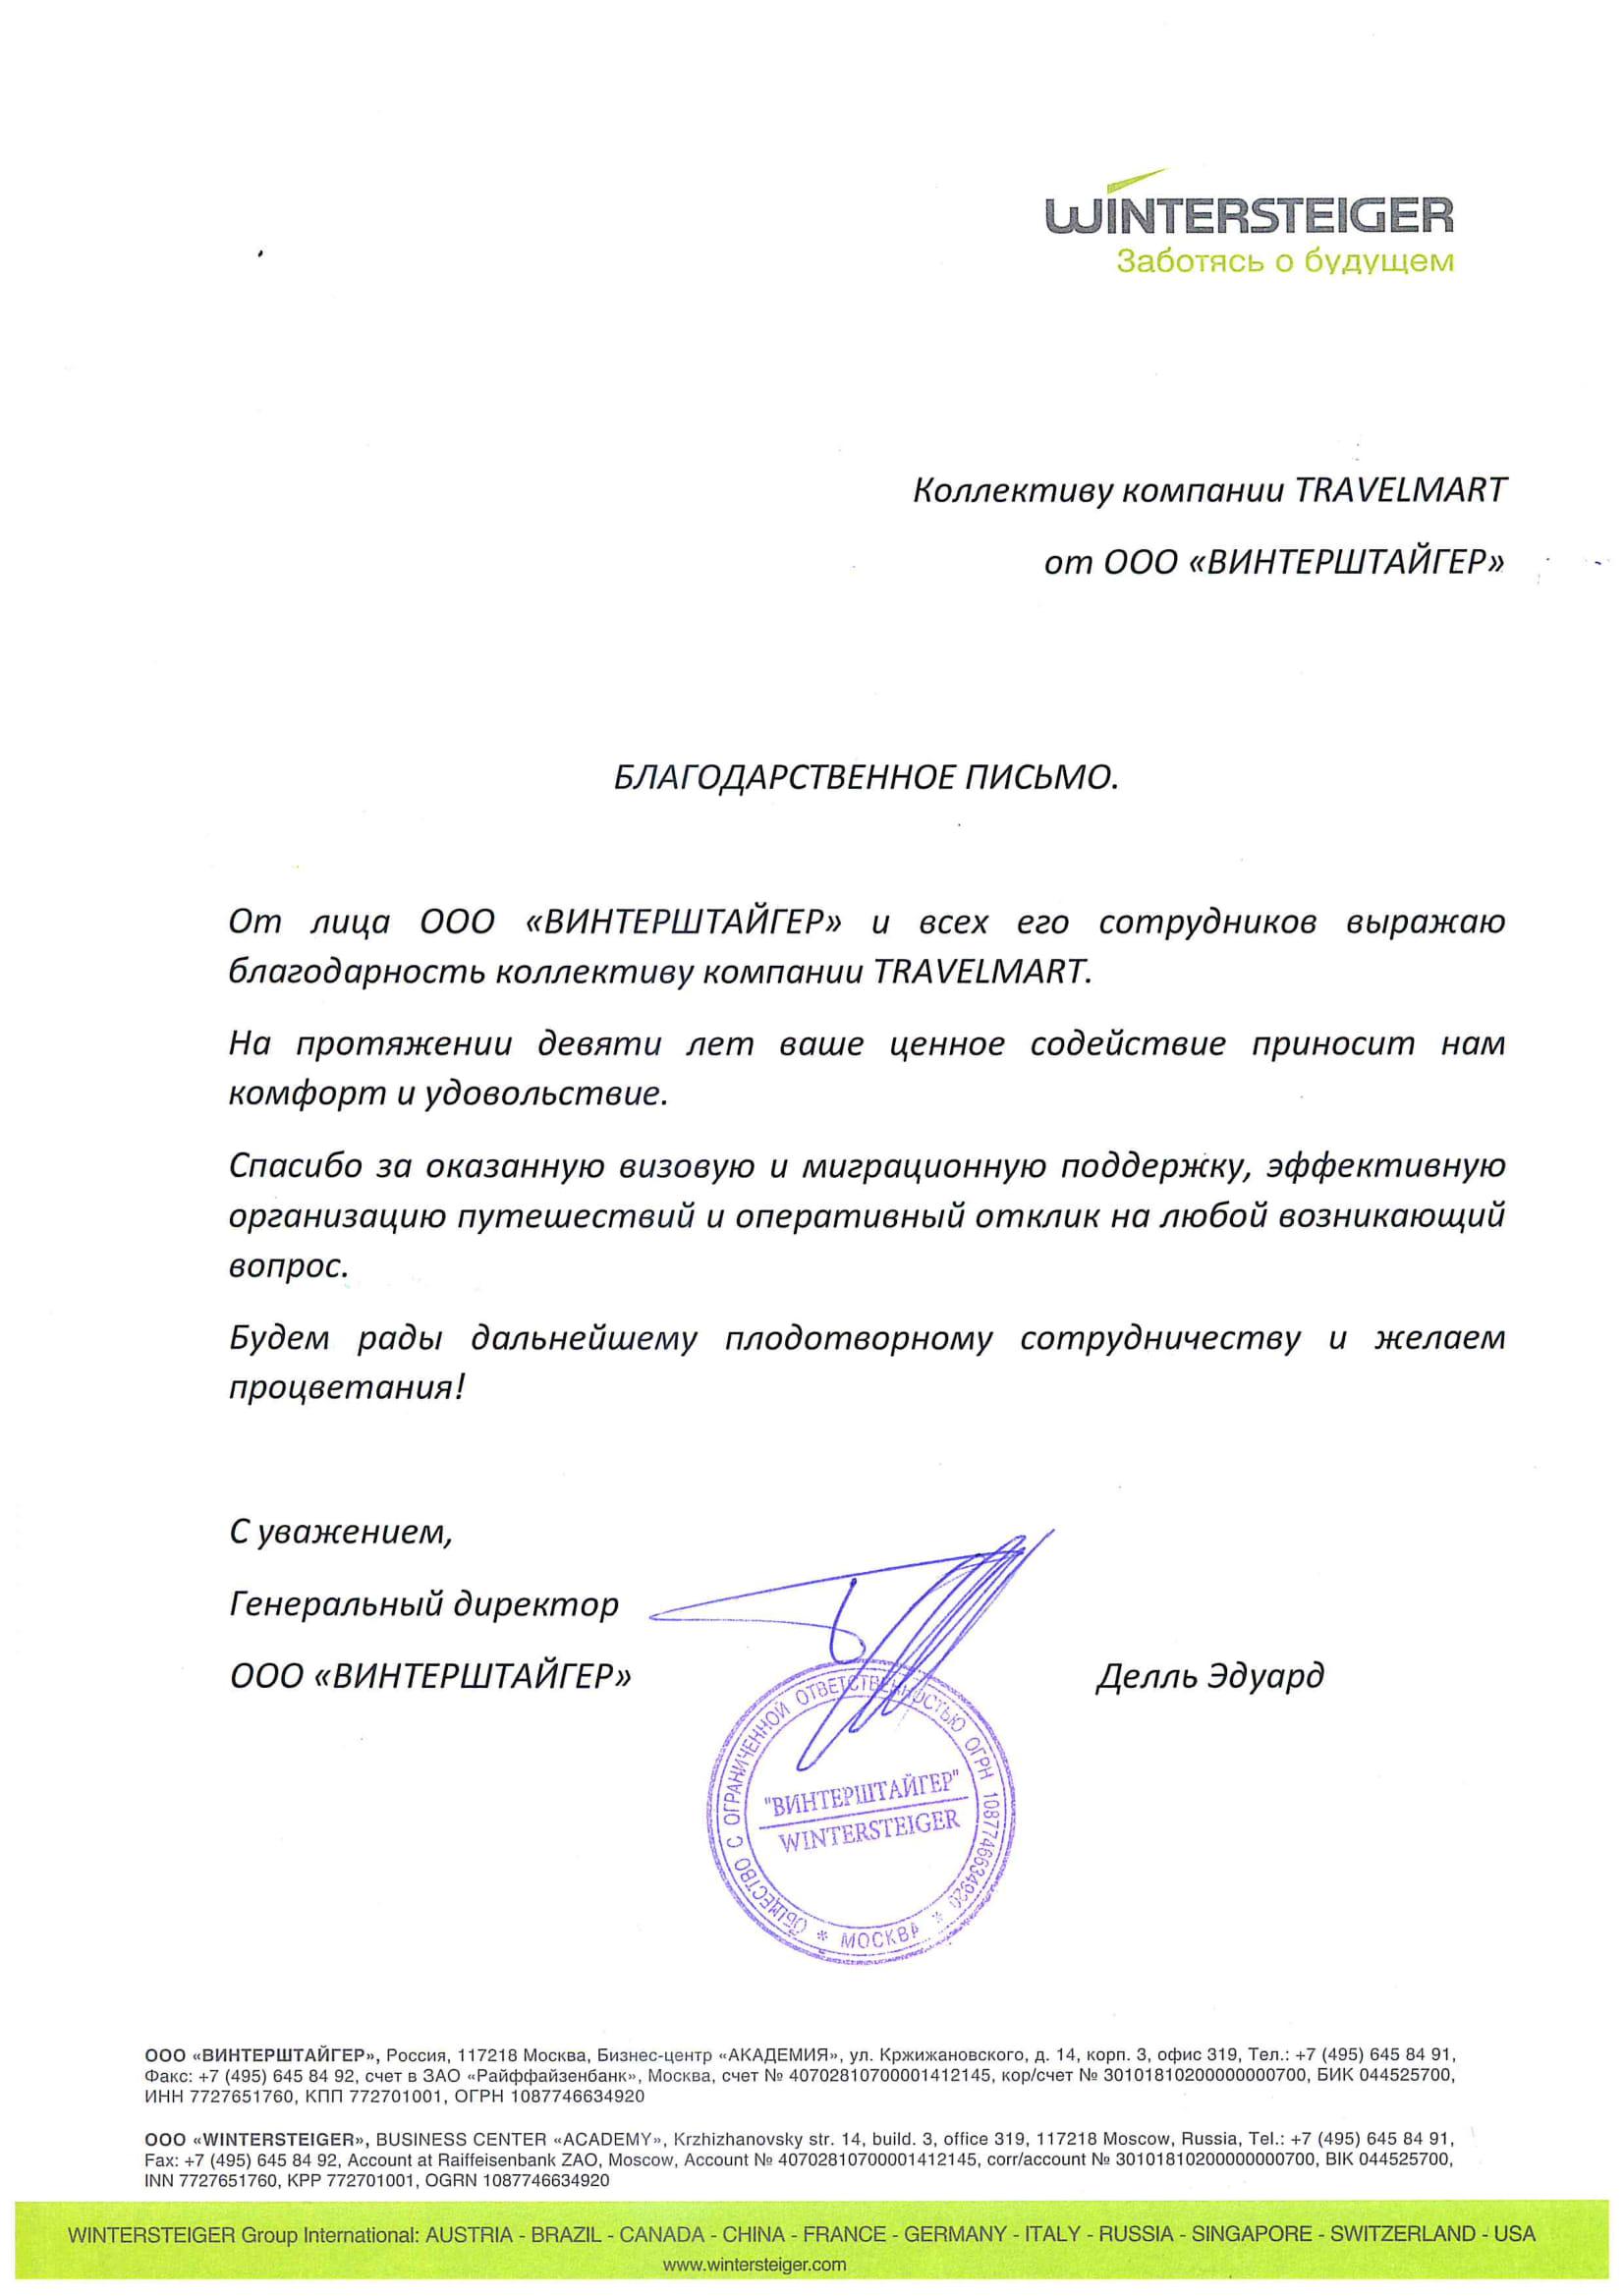 WINTERSTEIGER
Заботясь о будущем
Коллективу компании TRAVELMART
от ООО «ВИНТЕРШТАЙГЕР»
БЛАГОДАРСТВЕННОЕ ПИСЬМО.
От лица ООО «ВИНТЕРШТАЙГЕР» и всех его сотрудников выражаю
благодарность коллективу компании TRAVELMART.
На протяжении девяти лет ваше ценное содействие приносит нам
комфорт и удовольствие.
Спасибо за оказанную визовую и миграционную поддержку, эффективную
организацию путешествий и оперативный отклик на любой возникающий
вопрос.
Будем рады дальнейшему плодотворному сотрудничеству и желаем
процветания!
С уважением,
Генеральный директор
ООО «ВИНТЕРШТАЙГЕР» Делль Эдуард
ОБЩЕСТВО С ОГРАНИЧЕННОЙ ОТВЕТСТВЕННОСТЬЮ ОГРН 1087746634920
* МОСКВА *
"ВИНТЕРШТАЙГЕР"
WINTERSTEIGER
ООО «ВИНТЕРШТАЙГЕР», Россия, 117218 Москва, Бизнес-центр «АКАДЕМИЯ», ул. Кржижановского, д. 14, корп. 3, офис 319, Тел.: +7 (495) 645 84 91,
Факс: +7 (495) 645 84 92, счет в ЗАО «Райффайзенбанк», Москва, счет № 40702810700001412145, кор/счет № 30101810200000000700, БИК 044525700,
ИНН 7727651760, КПП 772701001, ОГРН 1087746634920
ООО «WINTERSTEIGER», BUSINESS CENTER «ACADEMY», Krzhizhanovsky str. 14, build. 3, office 319, 117218 Moscow, Russia, Tel.: +7 (495) 645 84 91,
Fax: +7 (495) 645 84 92, Account at Raiffeisenbank ZAO, Moscow, Account № 40702810700001412145, corr/account № 30101810200000000700, BIK 044525700,
INN 7727651760, KPP 772701001, OGRN 1087746634920
WINTERSTEIGER Group International: AUSTRIA - BRAZIL - CANADA - CHINA - FRANCE - GERMANY - ITALY - RUSSIA - SINGAPORE - SWITZERLAND - USA
www.wintersteiger.com